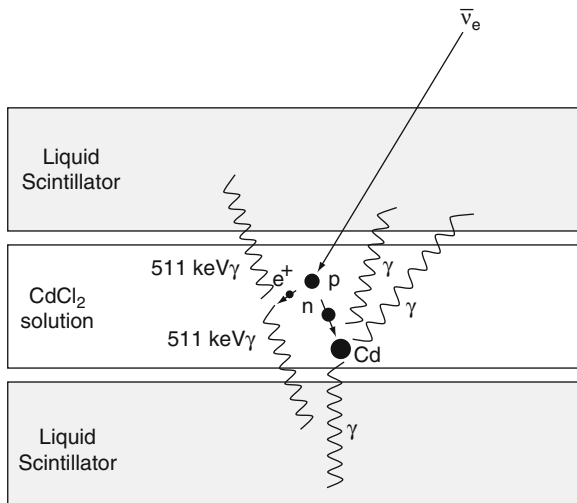 ν̄ₑ
Liquid
Scintillator
511 keVγ
e⁺
p
γ
γ
CdCl₂
solution
n
511 keVγ
Cd
γ
Liquid
Scintillator